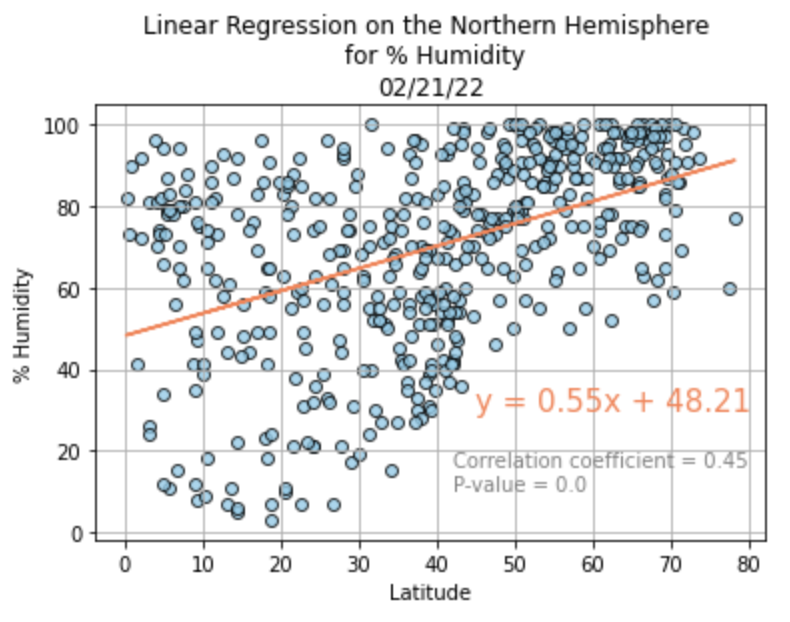 Linear Regression on the Northern Hemisphere
for % Humidity
02/21/22
100
80
60
40
20
0
% Humidity
y = 0.55x + 48.21
Correlation coefficient = 0.45
P-value = 0.0
0 10 20 30 40 50 60 70 80
Latitude